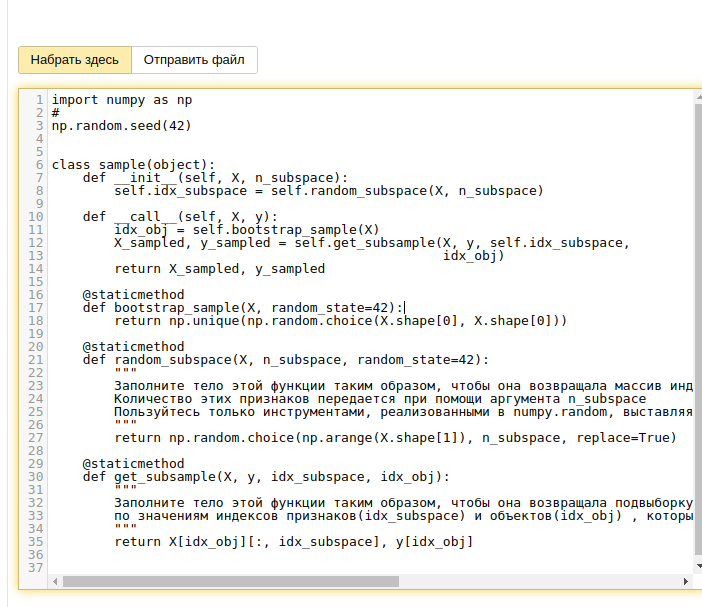 Набрать здесь
Отправить файл
1 import numpy as np
2 #
3 np.random.seed(42)
4
5
6 class sample(object):
7     def __init__(self, X, n_subspace):
8         self.idx_subspace = self.random_subspace(X, n_subspace)
9
10     def __call__(self, X, y):
11         idx_obj = self.bootstrap_sample(X)
12         X_sampled, y_sampled = self.get_subsample(X, y, self.idx_subspace,
13                                                   idx_obj)
14         return X_sampled, y_sampled
15
16     @staticmethod
17     def bootstrap_sample(X, random_state=42):
18         return np.unique(np.random.choice(X.shape[0], X.shape[0]))
19
20     @staticmethod
21     def random_subspace(X, n_subspace, random_state=42):
22         """
23         Заполните тело этой функции таким образом, чтобы она возвращала массив инд
24         Количество этих признаков передается при помощи аргумента n_subspace
25         Пользуйтесь только инструментами, реализованными в numpy.random, выставляя
26         """
27         return np.random.choice(np.arange(X.shape[1]), n_subspace, replace=True)
28
29     @staticmethod
30     def get_subsample(X, y, idx_subspace, idx_obj):
31         """
32         Заполните тело этой функции таким образом, чтобы она возвращала подвыборку
33         по значениям индексов признаков(idx_subspace) и объектов(idx_obj) , которы
34         """
35         return X[idx_obj][:, idx_subspace], y[idx_obj]
36
37